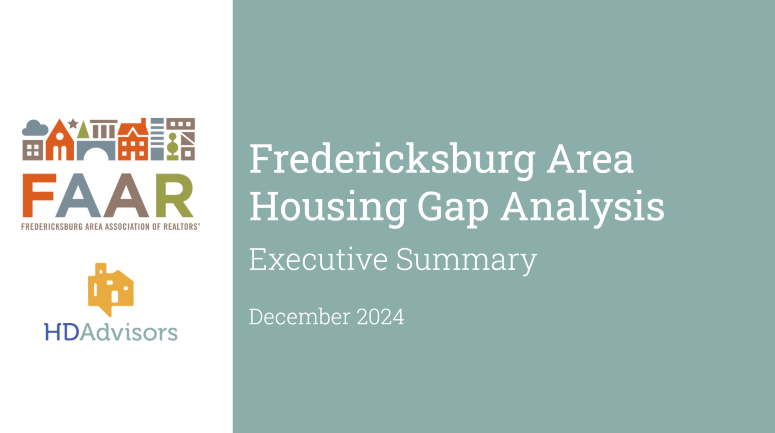 FAAR
FREDERICKSBURG AREA ASSOCIATION OF REALTORS®
HDAdvisors
Fredericksburg Area
Housing Gap Analysis
Executive Summary
December 2024